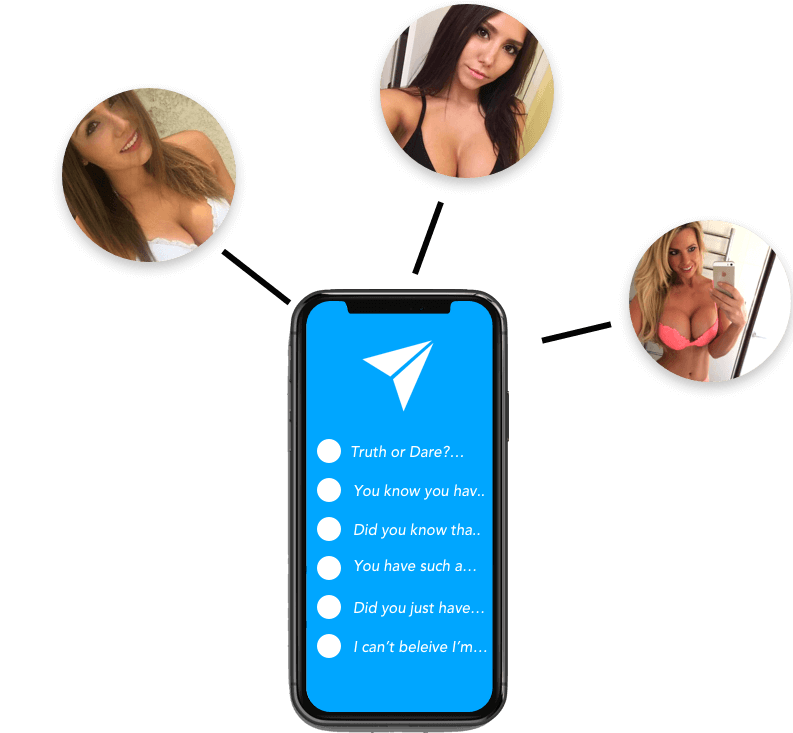 Truth or Dare?...
You know you hav..
Did you know tha..
You have such a...
Did you just have...
I can't beleive I'm...